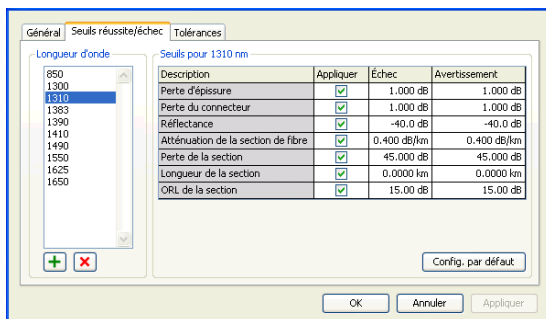 Général Seuils réussite/échec Tolérances
Longueur d'onde
850
1300
1310
1383
1390
1410
1490
1550
1625
1650
Seuils pour 1310 nm
Description Appliquer Échec Avertissement
Perte d'épissure 1.000 dB 1.000 dB
Perte du connecteur 1.000 dB 1.000 dB
Réflectance -40.0 dB -40.0 dB
Atténuation de la section de fibre 0.400 dB/km 0.400 dB/km
Perte de la section 45.000 dB 45.000 dB
Longueur de la section 0.0000 km 0.0000 km
ORL de la section 15.00 dB 15.00 dB
Config. par défaut
OK Annuler Appliquer